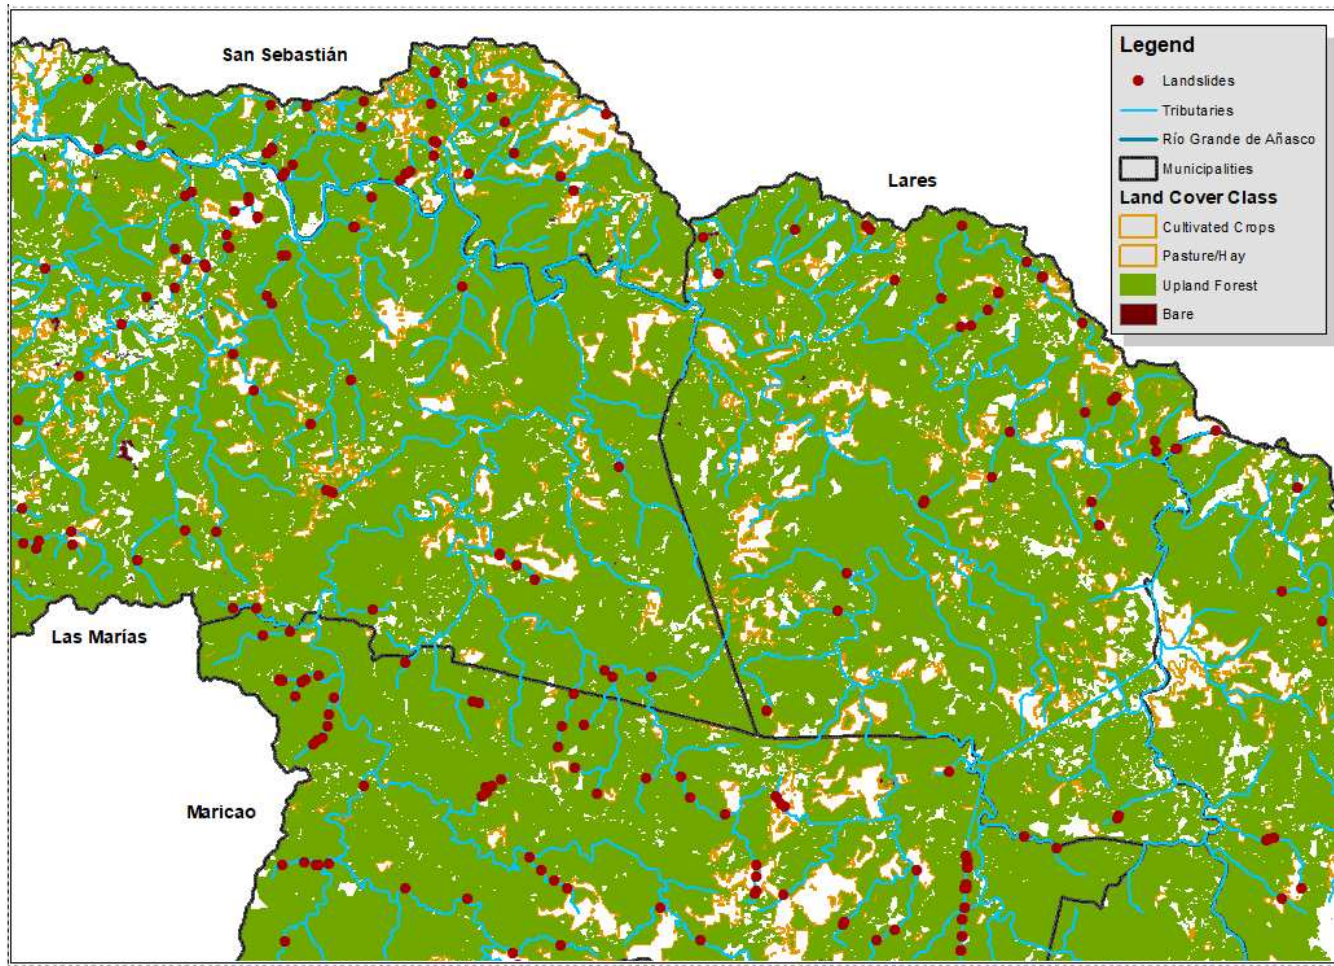 San Sebastián
Legend
Landslides
Tributaries
Río Grande de Añasco
Municipalities
Land Cover Class
Cultivated Crops
Pasture/Hay
Upland Forest
Bare
Lares
Las Marías
Maricao